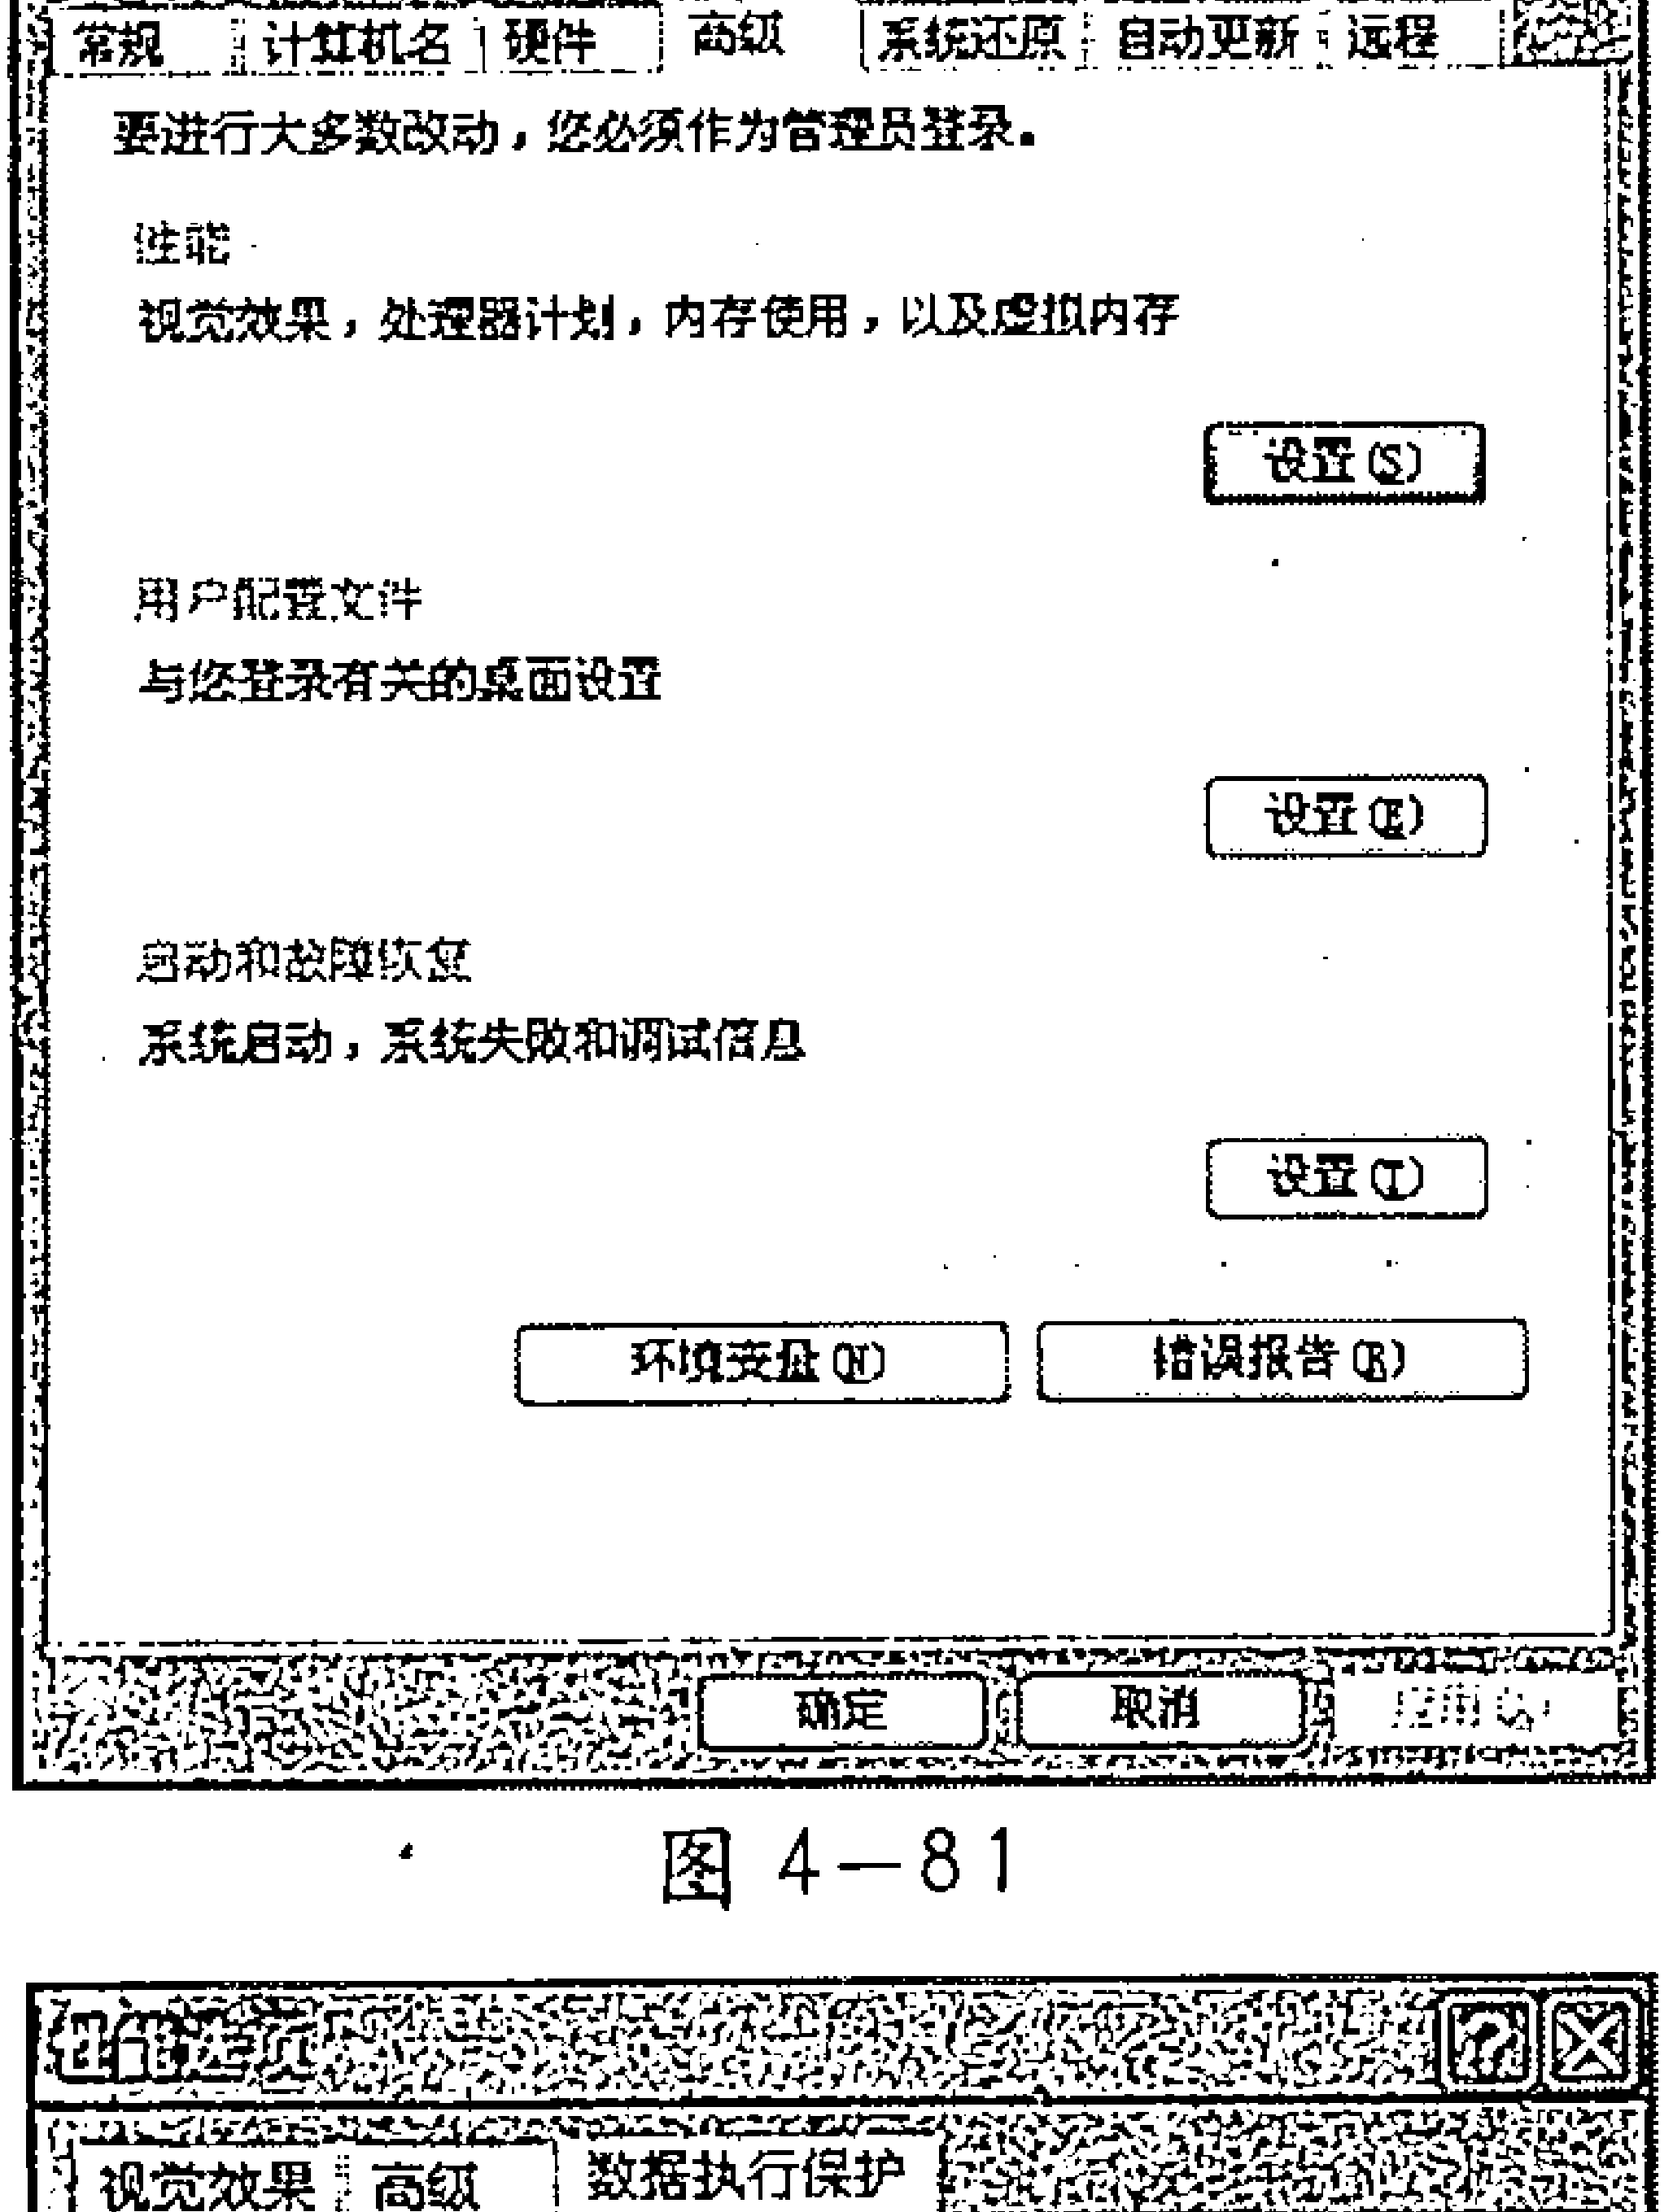 常规 计算机名 硬件 高级 系统还原 自动更新 远程
要进行大多数改动，您必须作为管理员登录。
性能
视觉效果，处理器计划，内存使用，以及虚拟内存
设置(S)
用户配置文件
与您登录有关的桌面设置
设置(E)
启动和故障恢复
系统启动，系统失败和调试信息
设置(T)
环境变量(N) 错误报告(R)
确定 取消 应用(A)
图 4－81
性能选项
视觉效果 高级 数据执行保护